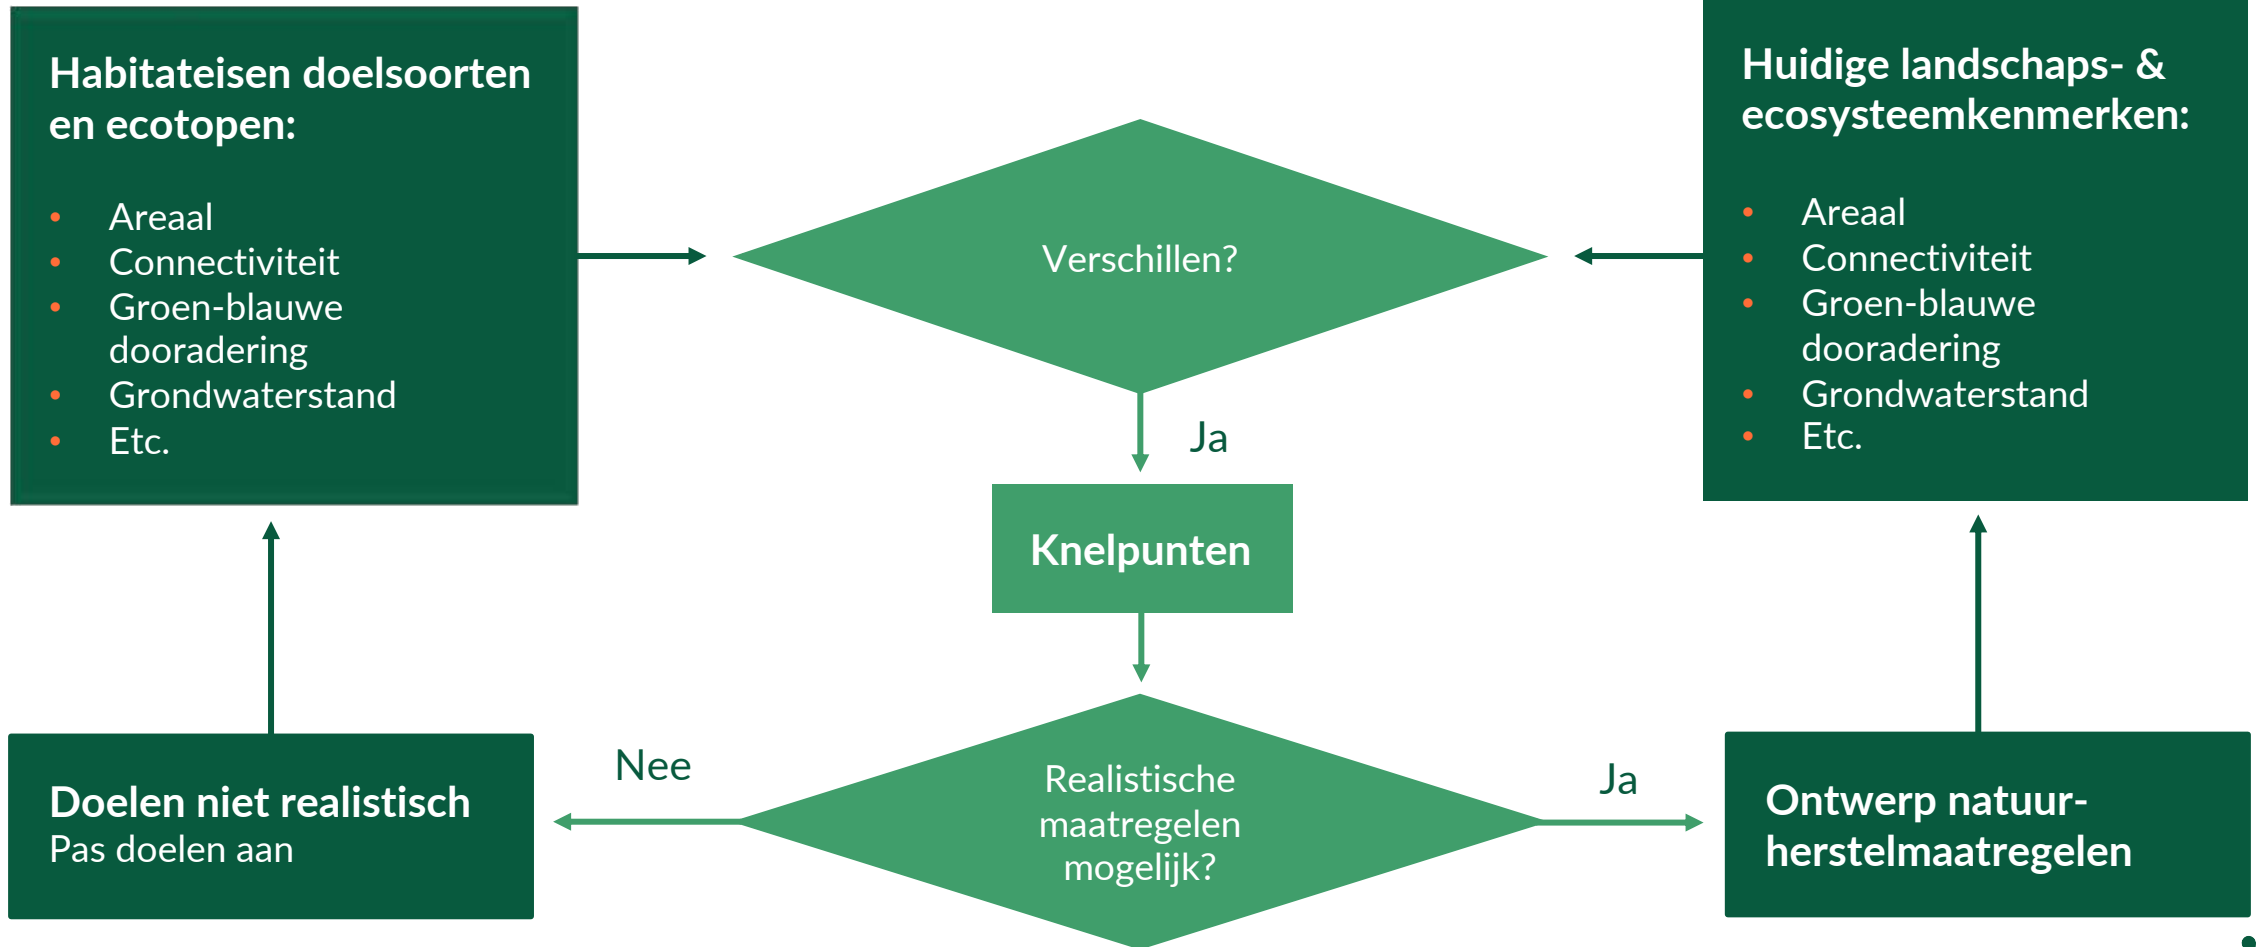 Habitateisen doelsoorten
en ecotopen:
• Areaal
• Connectiviteit
• Groen-blauwe
dooradering
• Grondwaterstand
• Etc.
Verschillen?
Huidige landschaps- &
ecosysteemkenmerken:
• Areaal
• Connectiviteit
• Groen-blauwe
dooradering
• Grondwaterstand
• Etc.
Ja
Knelpunten
Nee
Realistische
maatregelen
mogelijk?
Ja
Doelen niet realistisch
Pas doelen aan
Ontwerp natuur-
herstelmaatregelen